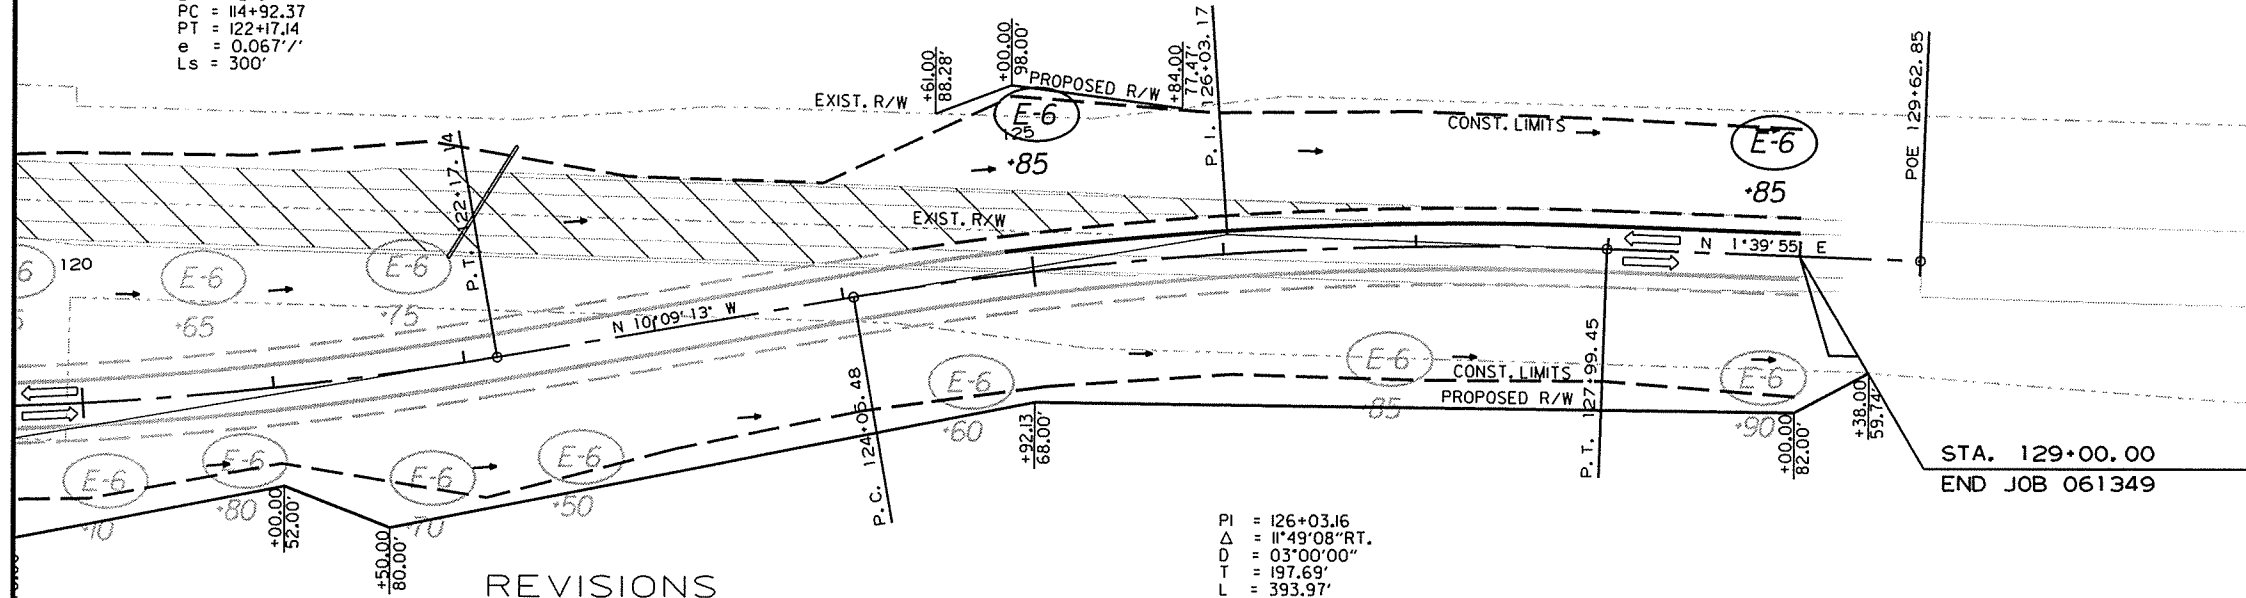 PC = 114+92.37
PT = 122+17.14
e = 0.067'/'
Ls = 300'
+61.00
88.28'
+00.00
98.00'
+84.00
77.47'
P. I. 126+03.17
POE 129+62.85
EXIST. R/W
PROPOSED R/W
E-6
125
+85
CONST. LIMITS
E-6
+85
P.T. 122+17.14
EXIST. R/W
6
120
E-6
+65
E-6
+75
N 10°09'13" W
N 1°39'55" E
E-6
+60
E-6
85
CONST. LIMITS
PROPOSED R/W
E-6
+90
P.C. 124+05.48
P.T. 127+99.45
+92.13
68.00'
+00.00
82.00'
+38.00
59.74'
E-6
E-6
+80
E-6
+70
E-6
+50
+00.00
52.00'
+50.00
80.00'
STA. 129+00.00
END JOB 061349
PI = 126+03.16
Δ = 11°49'08"RT.
D = 03°00'00"
T = 197.69'
L = 393.97'
REVISIONS